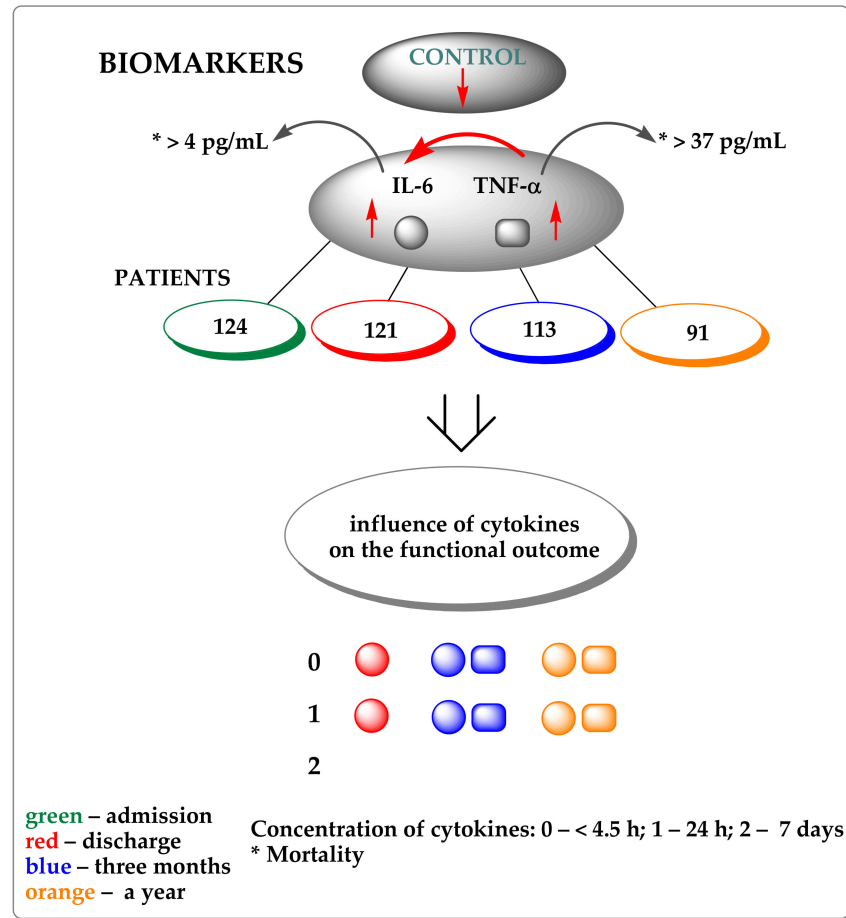 BIOMARKERS
CONTROL
* > 4 pg/mL
* > 37 pg/mL
IL-6
TNF-α
PATIENTS
124
121
113
91
influence of cytokines
on the functional outcome
0
1
2
green – admission
red – discharge
blue – three months
orange – a year
Concentration of cytokines: 0 – < 4.5 h; 1 – 24 h; 2 – 7 days
* Mortality